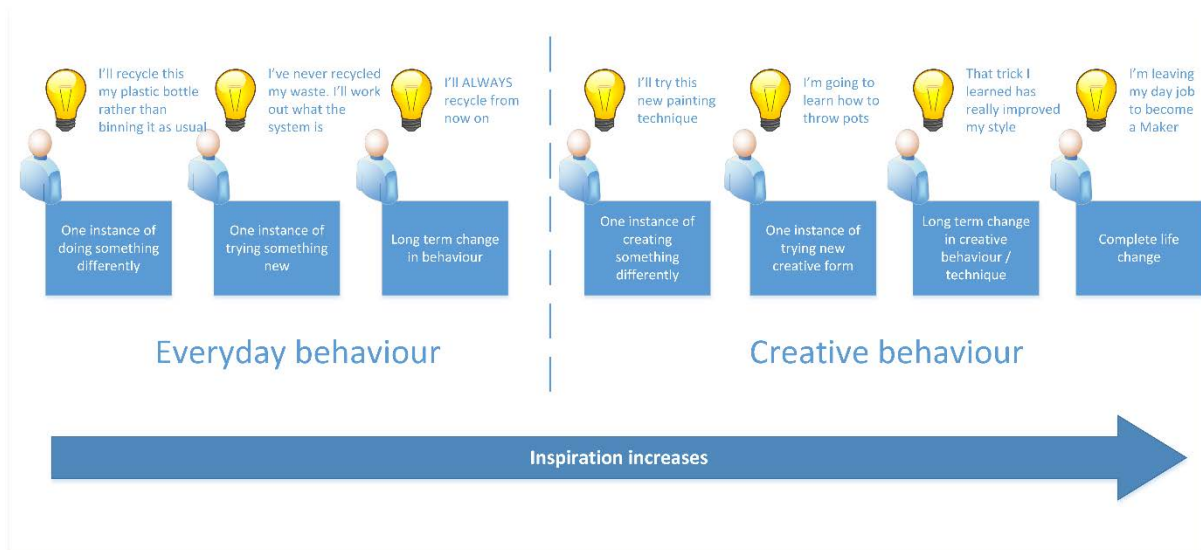 I'll recycle this
my plastic bottle
rather than
binning it as usual
I've never recycled
my waste. I'll work
out what the
system is
I'll ALWAYS
recycle from
now on
I'll try this
new painting
technique
I'm going to
learn how to
throw pots
That trick I
learned has
really improved
my style
I'm leaving
my day job
to become
a Maker
One instance of
doing something
differently
One instance of
trying something
new
Long term change
in behaviour
One instance of
creating
something
differently
One instance of
trying new
creative form
Long term change
in creative
behaviour /
technique
Complete life
change
Everyday behaviour
Creative behaviour
Inspiration increases